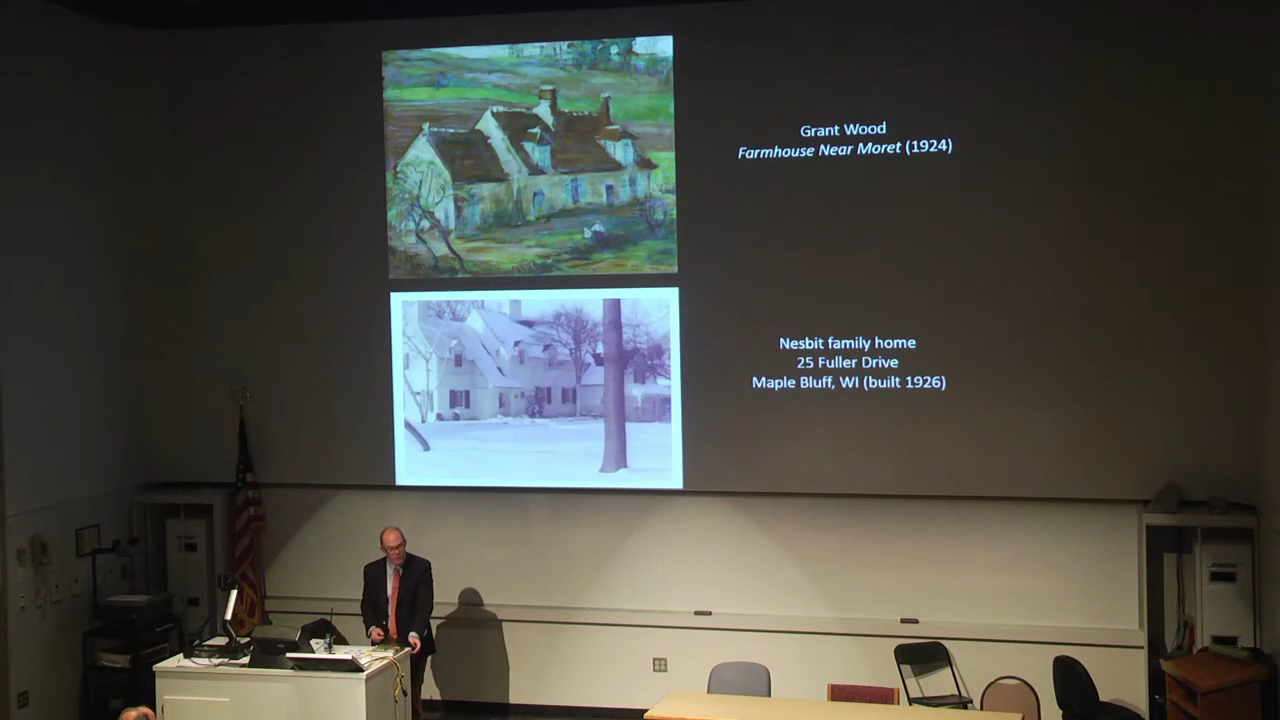 Grant Wood
Farmhouse Near Moret (1924)
Nesbit family home
25 Fuller Drive
Maple Bluff, WI (built 1926)